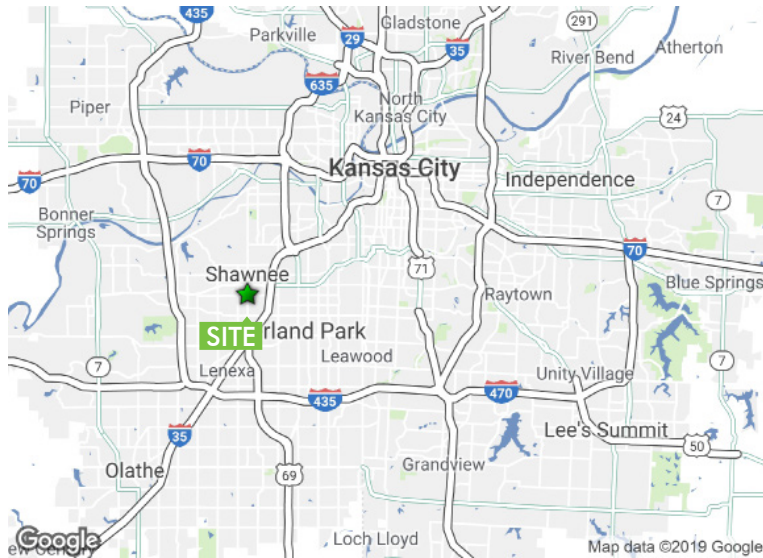 435
Gladstone
Parkville
29
35
291
Atherton
River Bend
635
Piper
North
Kansas City
24
70
Kansas City
70
Independence
7
Bonner
Springs
70
71
Shawnee
Blue Springs
Raytown
SITE
rland Park
Leawood
7
Lenexa
7
Unity Village
435
470
35
Lee's Summit
50
Olathe
69
Grandview
Loch Lloyd
Google
ew Century
Map data ©2019 Google